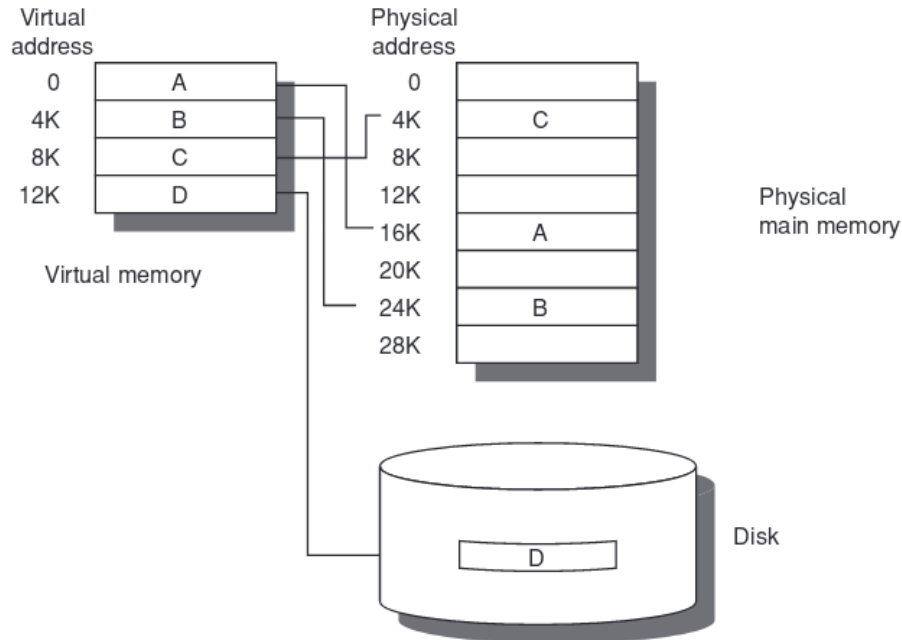 Virtual
address
0
4K
8K
12K
A
B
C
D
Virtual memory
Physical
address
0
4K
8K
12K
16K
20K
24K
28K
C
A
B
Physical
main memory
D
Disk